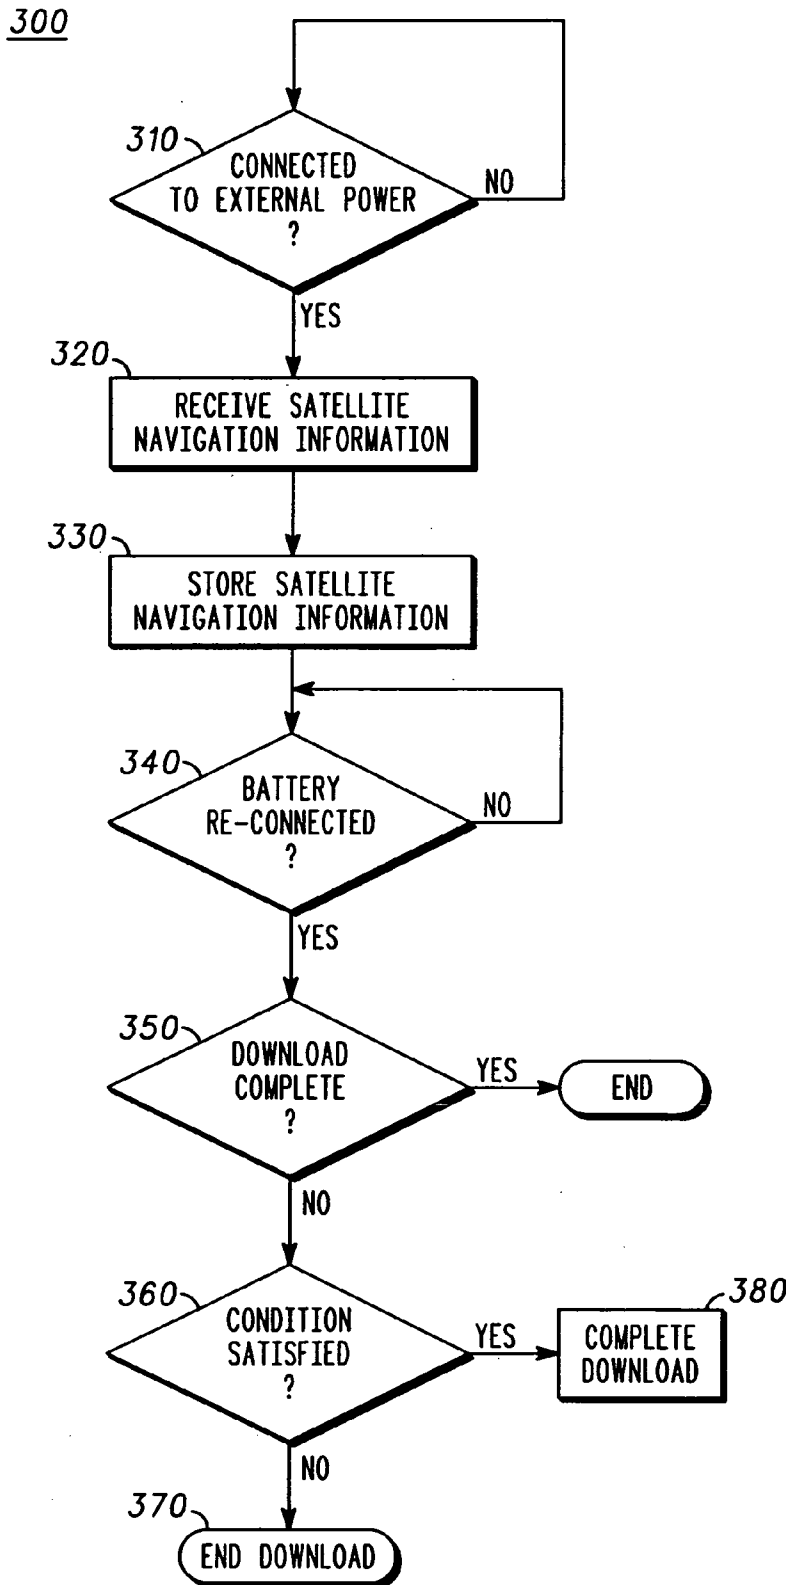 300
310
CONNECTED
TO EXTERNAL POWER
?
NO
YES
320
RECEIVE SATELLITE
NAVIGATION INFORMATION
330
STORE SATELLITE
NAVIGATION INFORMATION
340
BATTERY
RE-CONNECTED
?
NO
YES
350
DOWNLOAD
COMPLETE
?
YES
END
NO
360
CONDITION
SATISFIED
?
YES
380
COMPLETE
DOWNLOAD
NO
370
END DOWNLOAD